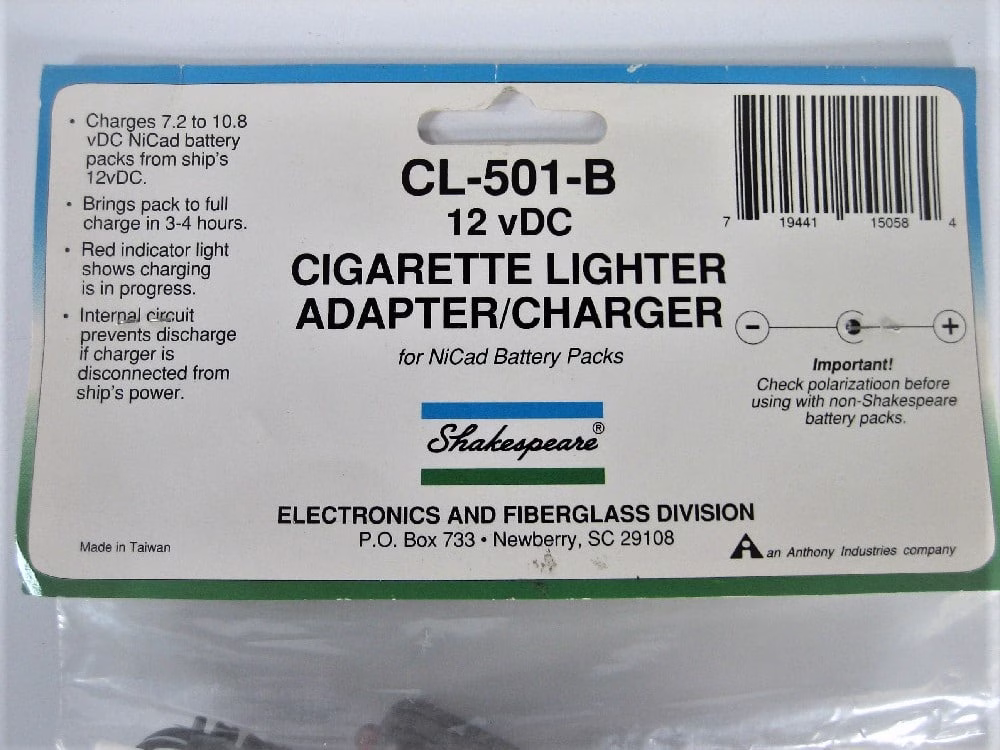 • Charges 7.2 to 10.8
vDC NiCad battery
packs from ship's
12vDC.
• Brings pack to full
charge in 3-4 hours.
• Red indicator light
shows charging
is in progress.
• Internal circuit
prevents discharge
if charger is
disconnected from
ship's power.
Made in Taiwan
CL-501-B
12 vDC
CIGARETTE LIGHTER
ADAPTER/CHARGER
for NiCad Battery Packs
Shakespeare®
ELECTRONICS AND FIBERGLASS DIVISION
P.O. Box 733 • Newberry, SC 29108
7 19441 15058 4
− +
Important!
Check polarizatioon before
using with non-Shakespeare
battery packs.
an Anthony Industries company